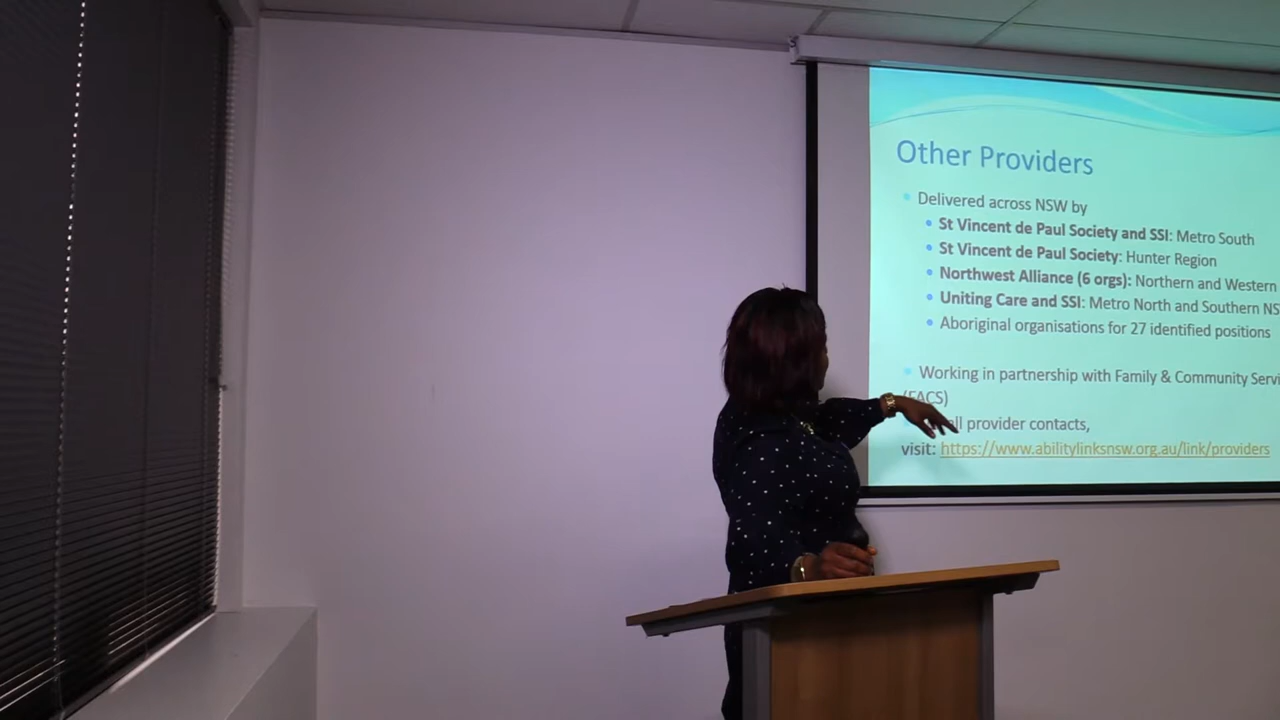 Other Providers
Delivered across NSW by
St Vincent de Paul Society and SSI: Metro South
St Vincent de Paul Society: Hunter Region
Northwest Alliance (6 orgs): Northern and Western
Uniting Care and SSI: Metro North and Southern
Aboriginal organisations for 27 identified positions
Working in partnership with Family & Community
(FACS)
provider contacts,
visit: https://www.abilitylinksnsw.org.au/link/providers